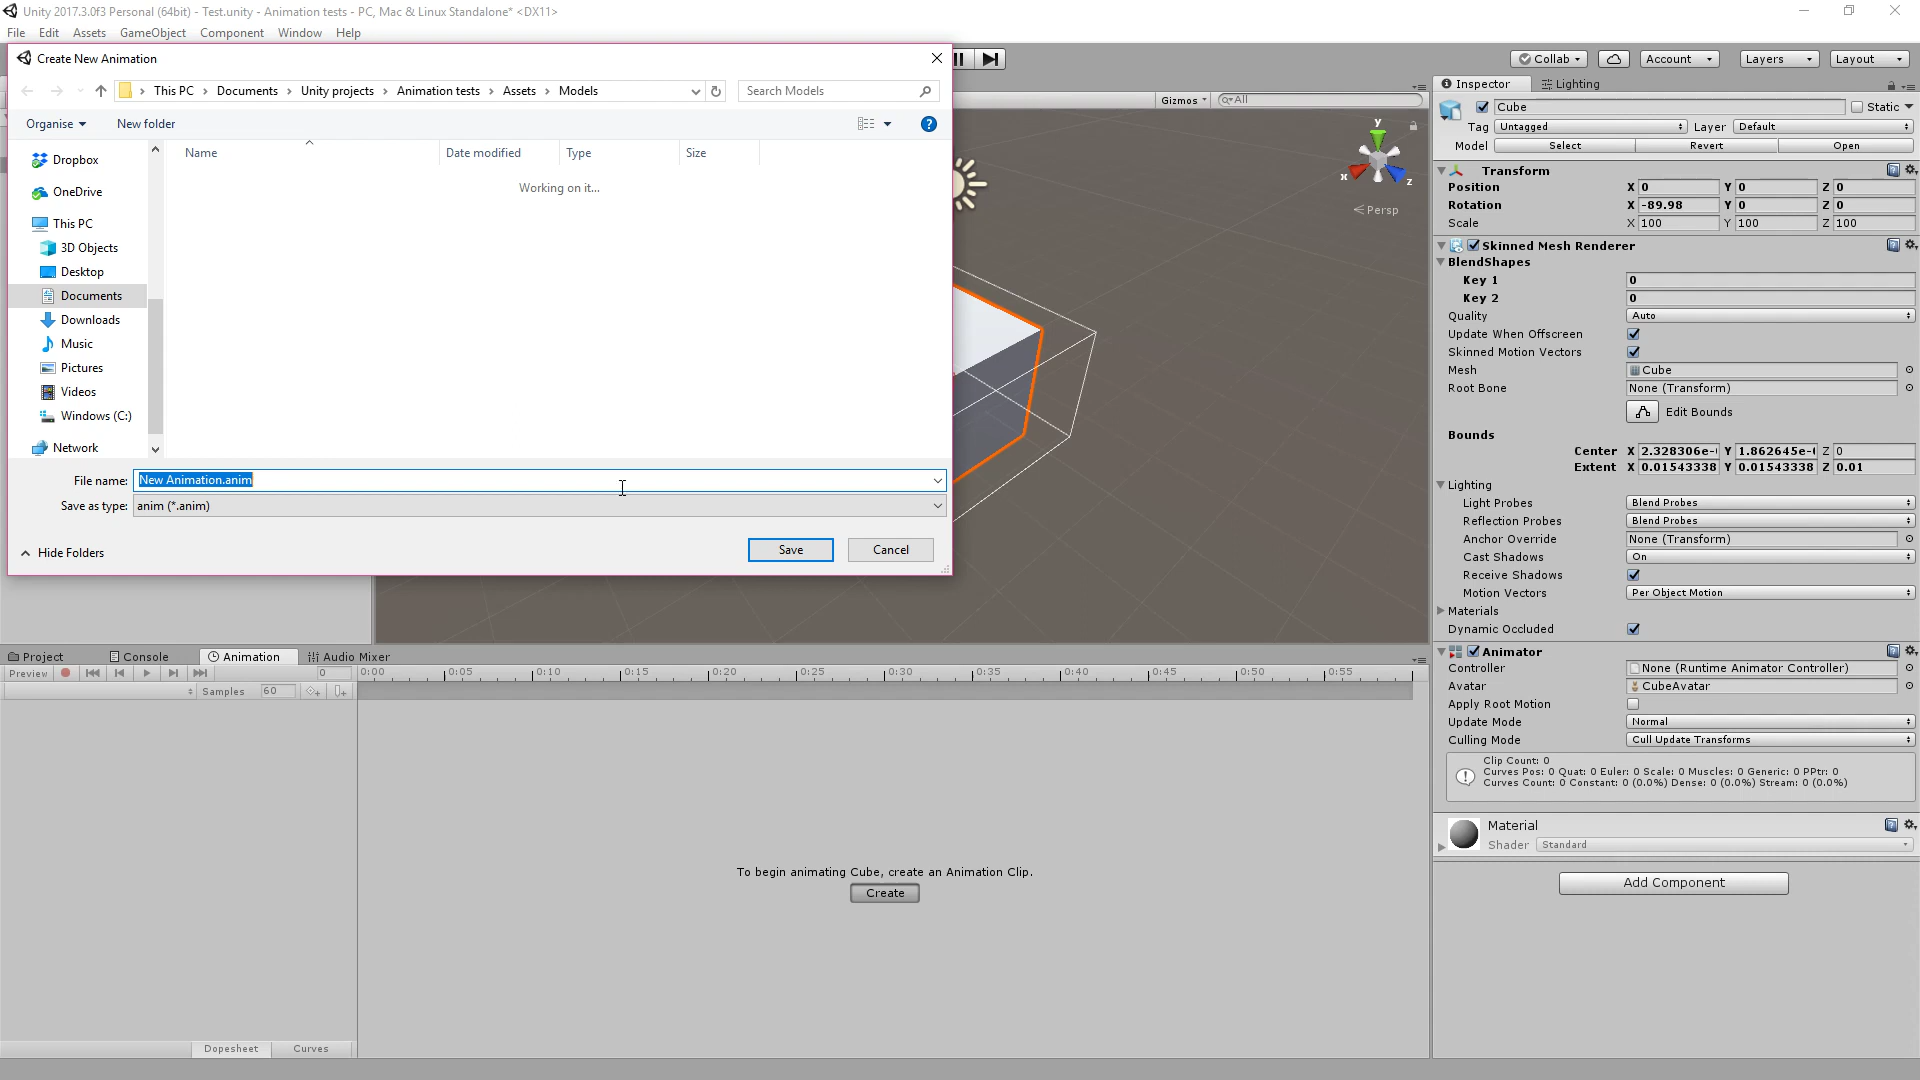 Unity 2017.3.0f3 Personal (64bit) - Test.unity - Animation tests - PC, Mac & Linux Standalone* <DX11>
File Edit Assets GameObject Component Window Help
Create New Animation
Collab Account Layers Layout
This PC Documents Unity projects Animation tests Assets Models Search Models
Organise New folder
Name Date modified Type Size
Working on it...
Dropbox
OneDrive
This PC
3D Objects
Desktop
Documents
Downloads
Music
Pictures
Videos
Windows (C:)
Network
File name: New Animation.anim
Save as type: anim (*.anim)
Hide Folders
Save Cancel
Gizmos All
y
x
z
Persp
Inspector Lighting
Cube Static
Tag Untagged Layer Default
Model Select Revert Open
Transform
Position X 0 Y 0 Z 0
Rotation X -89.98 Y 0 Z 0
Scale X 100 Y 100 Z 100
Skinned Mesh Renderer
BlendShapes
Key 1 0
Key 2 0
Quality Auto
Update When Offscreen
Skinned Motion Vectors
Mesh Cube
Root Bone None (Transform)
Edit Bounds
Bounds
Center X 2.328306e- Y 1.862645e- Z 0
Extent X 0.01543338 Y 0.01543338 Z 0.01
Lighting
Light Probes Blend Probes
Reflection Probes Blend Probes
Anchor Override None (Transform)
Cast Shadows On
Receive Shadows
Motion Vectors Per Object Motion
Materials
Dynamic Occluded
Animator
Controller None (Runtime Animator Controller)
Avatar CubeAvatar
Apply Root Motion
Update Mode Normal
Culling Mode Cull Update Transforms
Clip Count: 0
Curves Pos: 0 Quat: 0 Euler: 0 Scale: 0 Muscles: 0 Generic: 0 PPtr: 0
Curves Count: 0 Constant: 0 (0.0%) Dense: 0 (0.0%) Stream: 0 (0.0%)
Material
Shader Standard
Add Component
Project Console Animation Audio Mixer
Preview 0 0:00 0:05 0:10 0:15 0:20 0:25 0:30 0:35 0:40 0:45 0:50 0:55
Samples 60
To begin animating Cube, create an Animation Clip.
Create
Dopesheet Curves